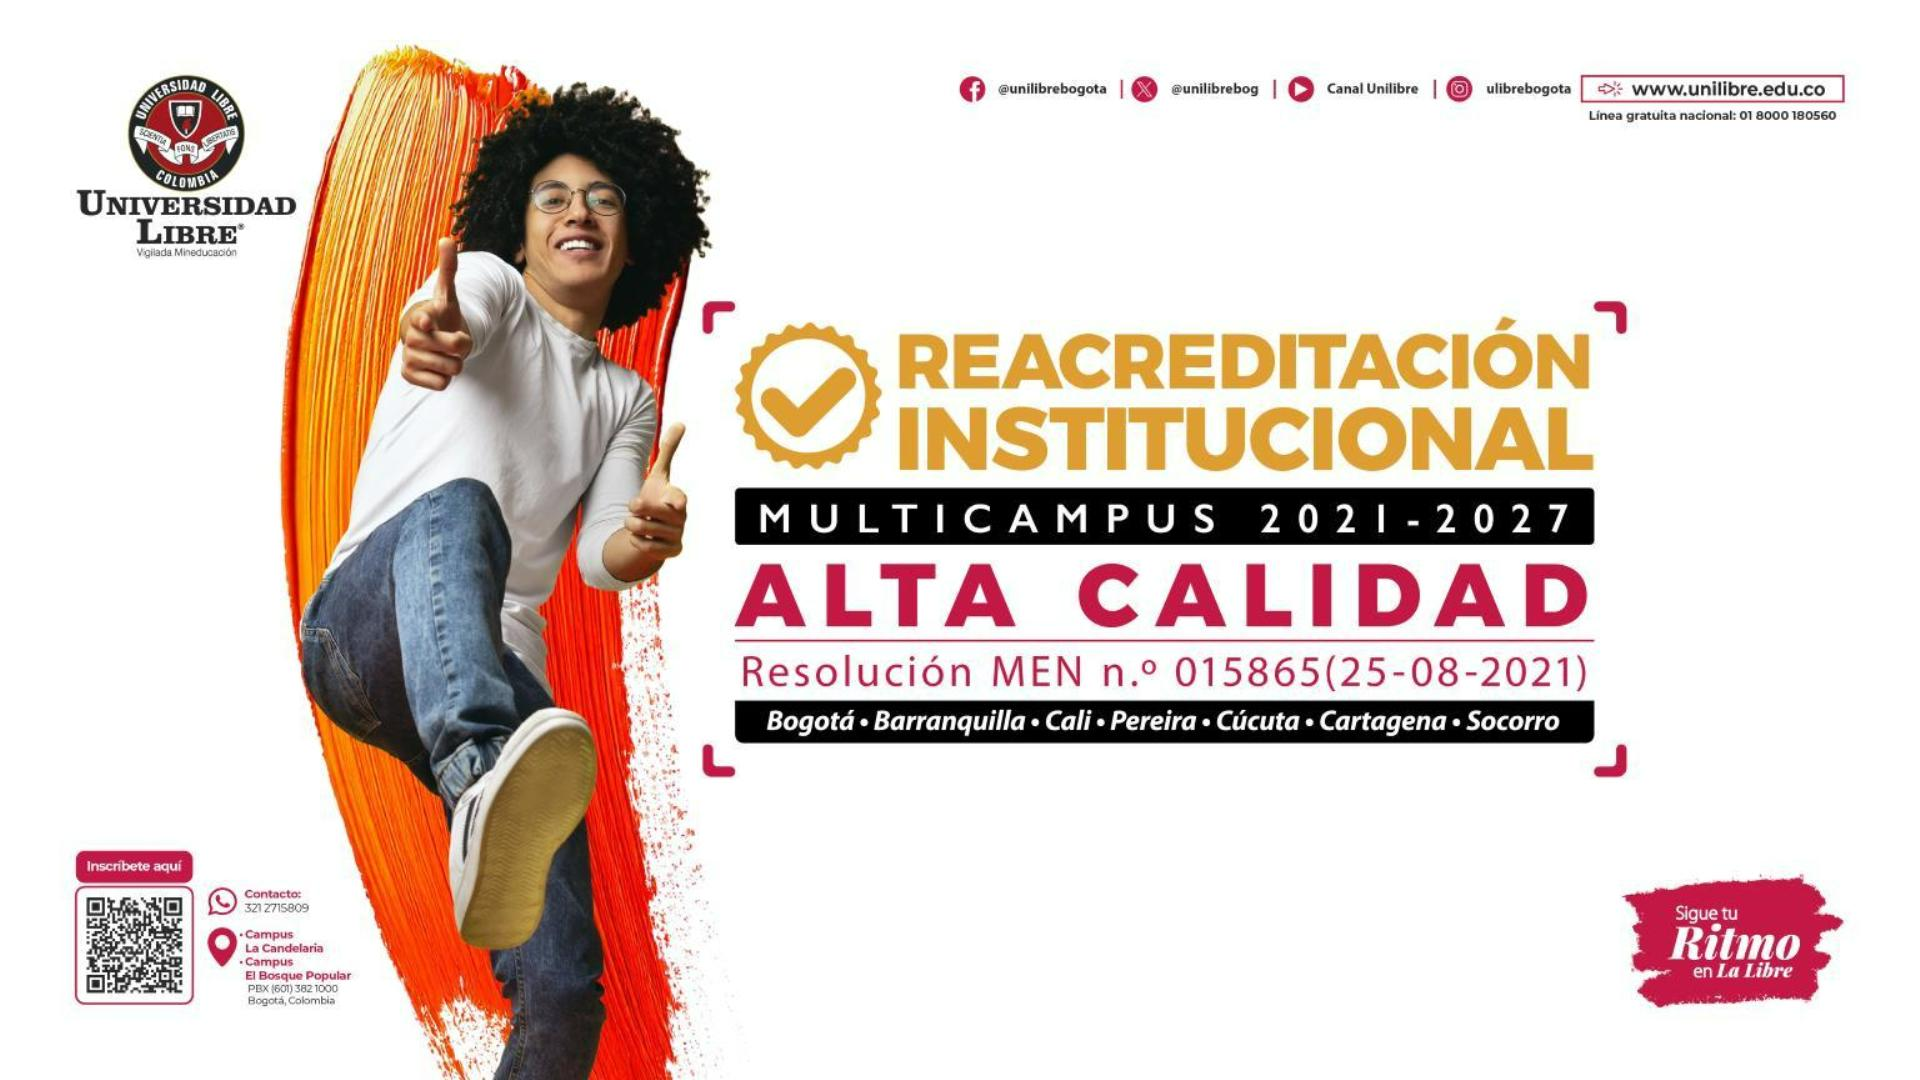 UNIVERSIDAD LIBRE
SCIENTIA FONS LIBERTATIS
COLOMBIA
UNIVERSIDAD
LIBRE®
Vigilada Mineducación
@unilibrebogota | @unilibrebog | Canal Unilibre | ulibrebogota
www.unilibre.edu.co
Línea gratuita nacional: 01 8000 180560
REACREDITACIÓN
INSTITUCIONAL
MULTICAMPUS 2021-2027
ALTA CALIDAD
Resolución MEN n.º 015865(25-08-2021)
Bogotá • Barranquilla • Cali • Pereira • Cúcuta • Cartagena • Socorro
Inscríbete aquí
Contacto:
321 2715809
• Campus
La Candelaria
• Campus
El Bosque Popular
PBX (601) 382 1000
Bogotá, Colombia
Sigue tu
Ritmo
en La Libre